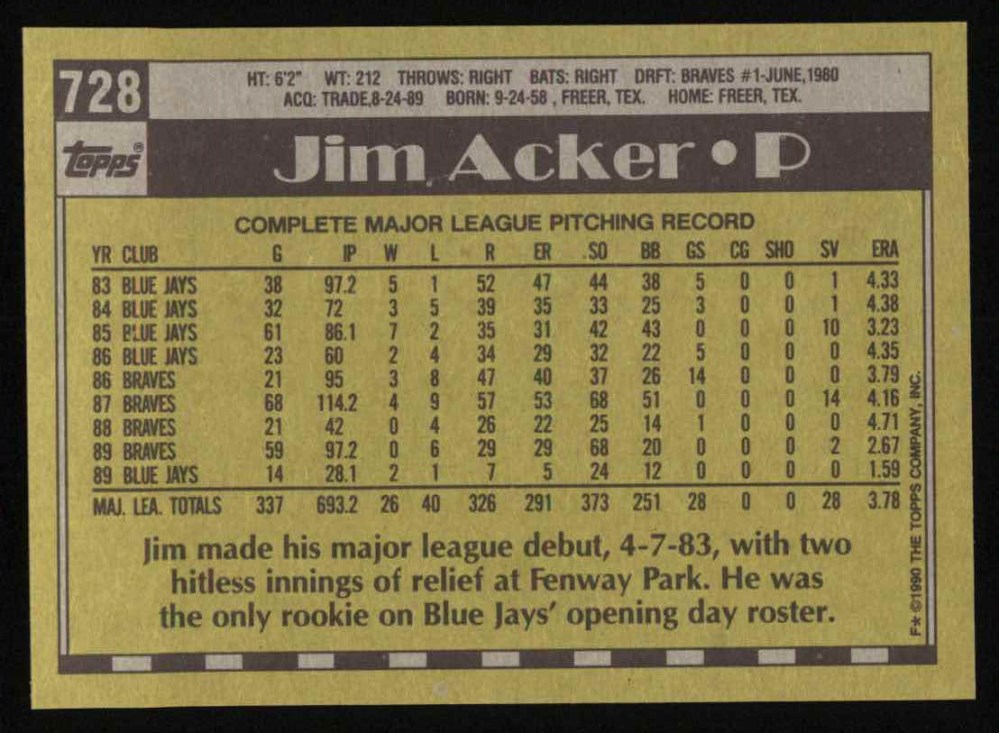 728
HT: 6'2" WT: 212 THROWS: RIGHT BATS: RIGHT DRFT: BRAVES #1-JUNE,1980
ACQ: TRADE,8-24-89 BORN: 9-24-58 , FREER, TEX. HOME: FREER, TEX.
topps®
Jim Acker • P
COMPLETE MAJOR LEAGUE PITCHING RECORD
YR CLUB G IP W L R ER SO BB GS CG SHO SV ERA
83 BLUE JAYS 38 97.2 5 1 52 47 44 38 5 0 0 1 4.33
84 BLUE JAYS 32 72 3 5 39 35 33 25 3 0 0 1 4.38
85 BLUE JAYS 61 86.1 7 2 35 31 42 43 0 0 0 10 3.23
86 BLUE JAYS 23 60 2 4 34 29 32 22 5 0 0 0 4.35
86 BRAVES 21 95 3 8 47 40 37 26 14 0 0 0 3.79
87 BRAVES 68 114.2 4 9 57 53 68 51 0 0 0 14 4.16
88 BRAVES 21 42 0 4 26 22 25 14 1 0 0 0 4.71
89 BRAVES 59 97.2 0 6 29 29 68 20 0 0 0 2 2.67
89 BLUE JAYS 14 28.1 2 1 7 5 24 12 0 0 0 0 1.59
MAJ. LEA. TOTALS 337 693.2 26 40 326 291 373 251 28 0 0 28 3.78
Jim made his major league debut, 4-7-83, with two
hitless innings of relief at Fenway Park. He was
the only rookie on Blue Jays' opening day roster.
F* ©1990 THE TOPPS COMPANY, INC.